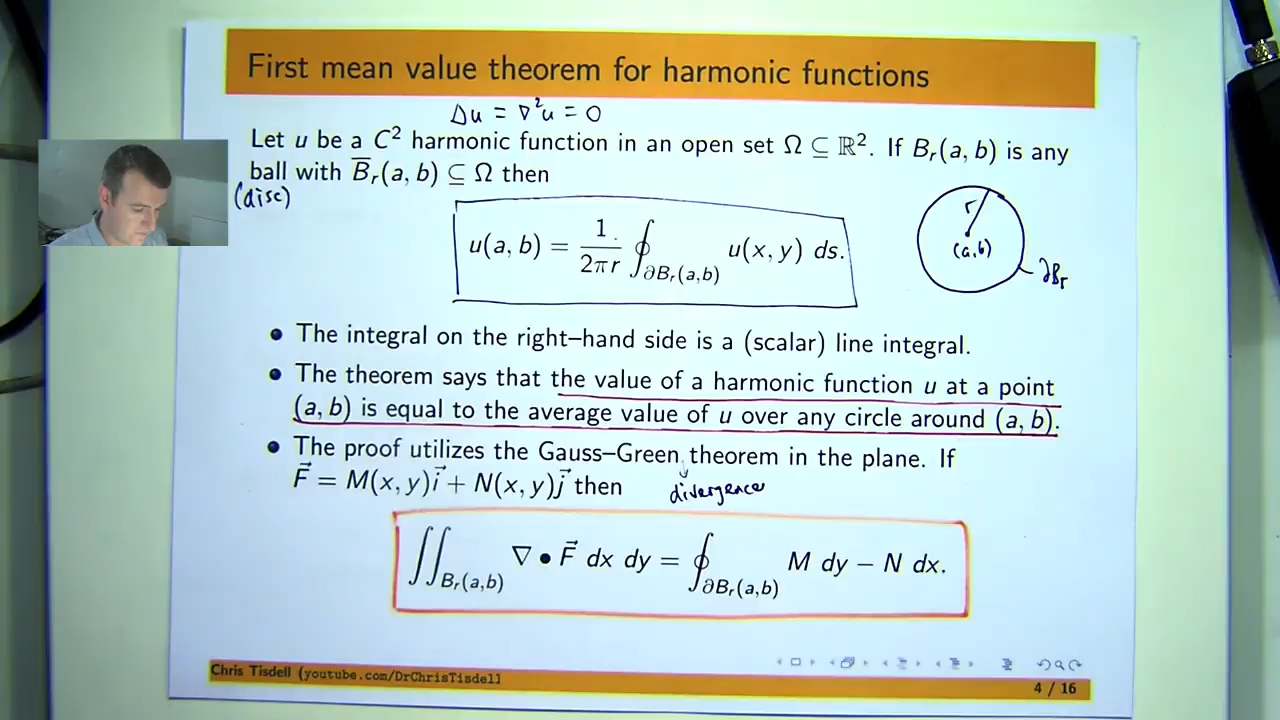 First mean value theorem for harmonic functions
Δu = ∇²u = 0
Let u be a C² harmonic function in an open set Ω ⊆ ℝ². If B_r(a, b) is any
ball with B̅_r(a, b) ⊆ Ω then
(disc)
u(a, b) = \frac{1}{2πr} ∮_{∂B_r(a,b)} u(x, y) ds.
r
(a,b)
∂Br
• The integral on the right–hand side is a (scalar) line integral.
• The theorem says that the value of a harmonic function u at a point
(a, b) is equal to the average value of u over any circle around (a, b).
• The proof utilizes the Gauss–Green theorem in the plane. If
F⃗ = M(x, y)i⃗ + N(x, y)j⃗ then
divergence
∬_{B_r(a,b)} ∇ • F⃗ dx dy = ∮_{∂B_r(a,b)} M dy − N dx.
Chris Tisdell (youtube.com/DrChrisTisdell
4 / 16